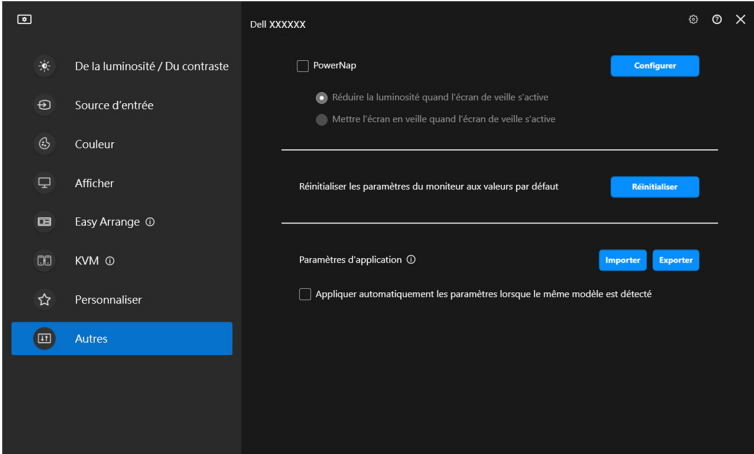 Dell XXXXXX
De la luminosité / Du contraste
Source d'entrée
Couleur
Afficher
Easy Arrange
KVM
Personnaliser
Autres
PowerNap
Configurer
Réduire la luminosité quand l'écran de veille s'active
Mettre l'écran en veille quand l'écran de veille s'active
Réinitialiser les paramètres du moniteur aux valeurs par défaut
Réinitialiser
Paramètres d'application
Importer
Exporter
Appliquer automatiquement les paramètres lorsque le même modèle est détecté